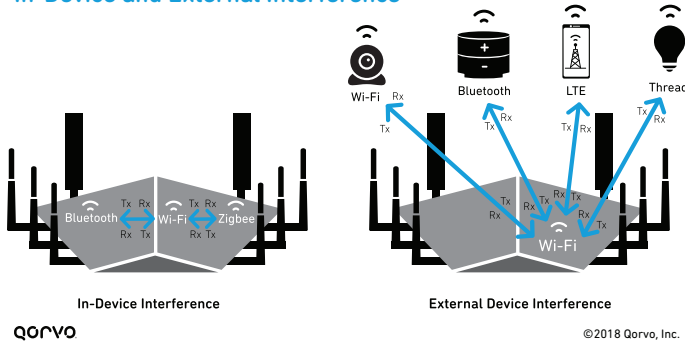 In-Device and External Interference
Wi-Fi
Rx
Tx
Bluetooth
Tx
Rx
LTE
Tx
Rx
Thread
Tx
Rx
Bluetooth
Tx Rx
Rx Tx
Wi-Fi
Tx Rx
Rx Tx
Zigbee
Tx
Rx
Rx
Tx
Rx
Tx
Rx
Tx
Wi-Fi
In-Device Interference
External Device Interference
QORVO
©2018 Qorvo, Inc.